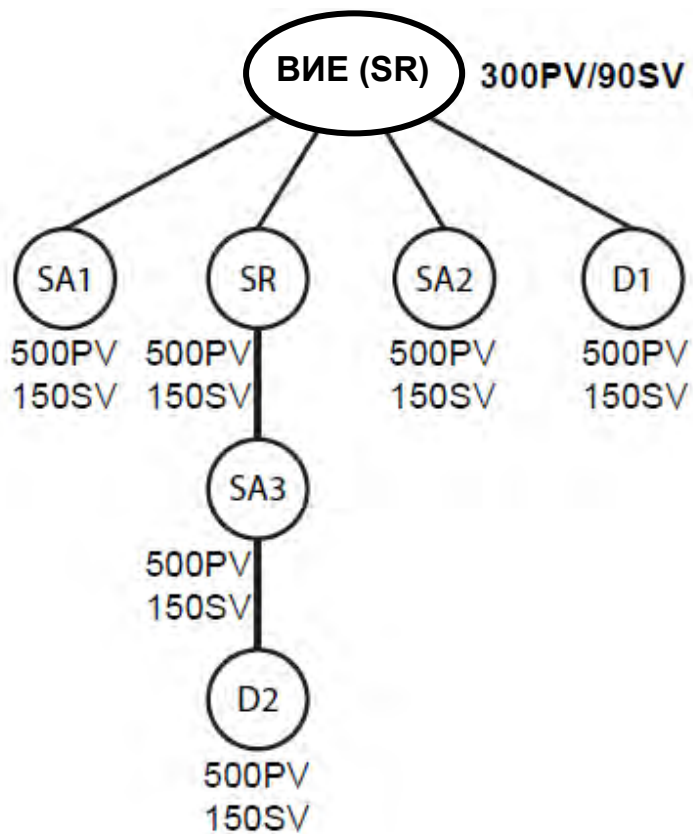 ВИЕ (SR)
300PV/90SV
SA1
SR
SA2
D1
500PV
500PV
500PV
500PV
150SV
150SV
150SV
150SV
SA3
500PV
150SV
D2
500PV
150SV